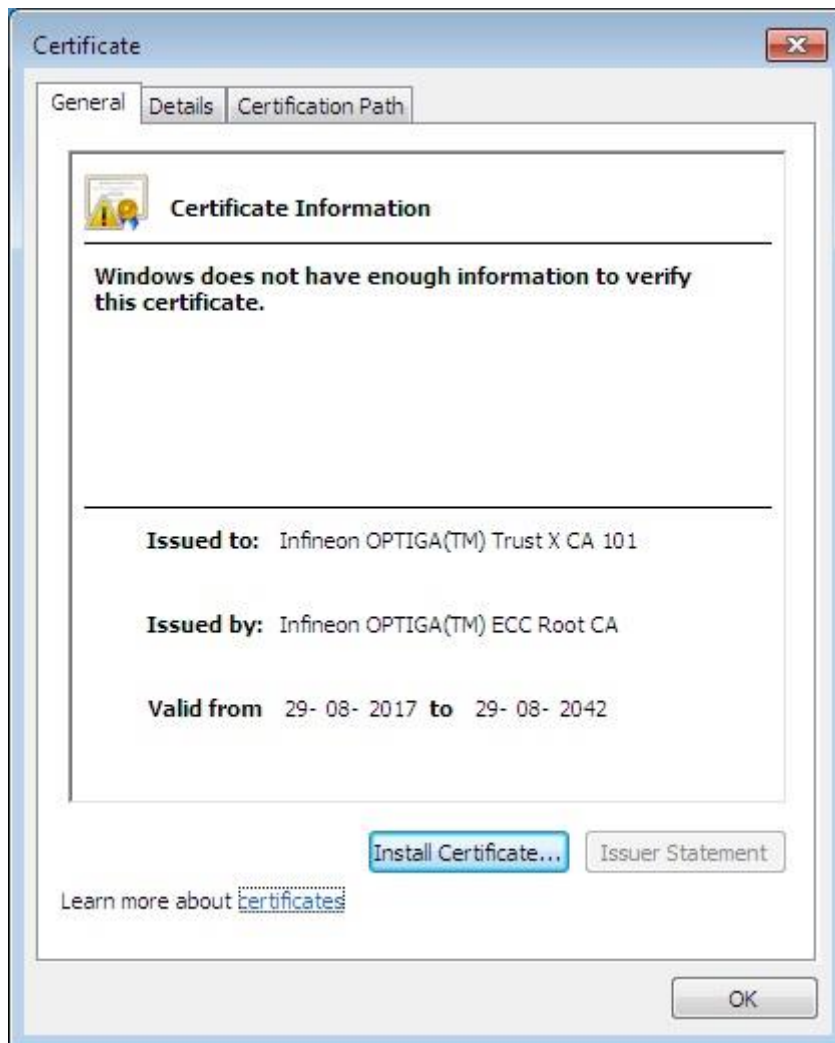 Certificate
General Details Certification Path
Certificate Information
Windows does not have enough information to verify
this certificate.
Issued to: Infineon OPTIGA(TM) Trust X CA 101
Issued by: Infineon OPTIGA(TM) ECC Root CA
Valid from 29- 08- 2017 to 29- 08- 2042
Install Certificate... Issuer Statement
Learn more about certificates
OK